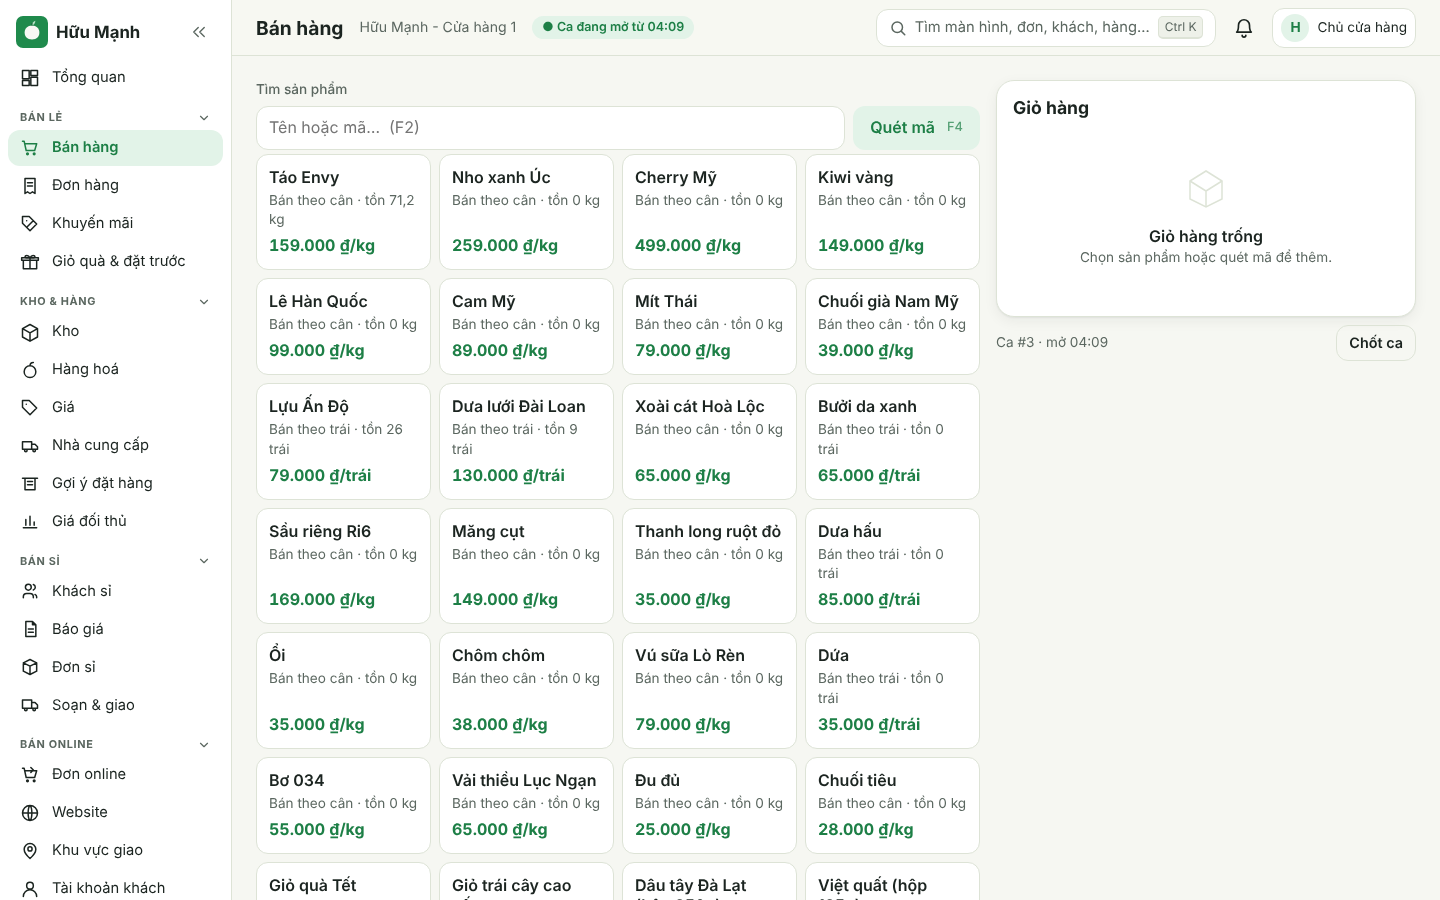 Hữu Mạnh
Tổng quan
BÁN LẺ
Bán hàng
Đơn hàng
Khuyến mãi
Giỏ quà & đặt trước
KHO & HÀNG
Kho
Hàng hoá
Giá
Nhà cung cấp
Gợi ý đặt hàng
Giá đối thủ
BÁN SỈ
Khách sỉ
Báo giá
Đơn sỉ
Soạn & giao
BÁN ONLINE
Đơn online
Website
Khu vực giao
Tài khoản khách
Bán hàng
Hữu Mạnh - Cửa hàng 1
Ca đang mở từ 04:09
Tìm màn hình, đơn, khách, hàng...
Ctrl K
H
Chủ cửa hàng
Tìm sản phẩm
Tên hoặc mã... (F2)
Quét mã F4
Táo Envy
Bán theo cân · tồn 71,2
kg
159.000 ₫/kg
Nho xanh Úc
Bán theo cân · tồn 0 kg
259.000 ₫/kg
Cherry Mỹ
Bán theo cân · tồn 0 kg
499.000 ₫/kg
Kiwi vàng
Bán theo cân · tồn 0 kg
149.000 ₫/kg
Lê Hàn Quốc
Bán theo cân · tồn 0 kg
99.000 ₫/kg
Cam Mỹ
Bán theo cân · tồn 0 kg
89.000 ₫/kg
Mít Thái
Bán theo cân · tồn 0 kg
79.000 ₫/kg
Chuối già Nam Mỹ
Bán theo cân · tồn 0 kg
39.000 ₫/kg
Lựu Ấn Độ
Bán theo trái · tồn 26
trái
79.000 ₫/trái
Dưa lưới Đài Loan
Bán theo trái · tồn 9
trái
130.000 ₫/trái
Xoài cát Hoà Lộc
Bán theo cân · tồn 0 kg
65.000 ₫/kg
Bưởi da xanh
Bán theo trái · tồn 0
trái
65.000 ₫/trái
Sầu riêng Ri6
Bán theo cân · tồn 0 kg
169.000 ₫/kg
Măng cụt
Bán theo cân · tồn 0 kg
149.000 ₫/kg
Thanh long ruột đỏ
Bán theo cân · tồn 0 kg
35.000 ₫/kg
Dưa hấu
Bán theo trái · tồn 0
trái
85.000 ₫/trái
Ổi
Bán theo cân · tồn 0 kg
35.000 ₫/kg
Chôm chôm
Bán theo cân · tồn 0 kg
38.000 ₫/kg
Vú sữa Lò Rèn
Bán theo cân · tồn 0 kg
79.000 ₫/kg
Dứa
Bán theo trái · tồn 0
trái
35.000 ₫/trái
Bơ 034
Bán theo cân · tồn 0 kg
55.000 ₫/kg
Vải thiều Lục Ngạn
Bán theo cân · tồn 0 kg
65.000 ₫/kg
Đu đủ
Bán theo cân · tồn 0 kg
25.000 ₫/kg
Chuối tiêu
Bán theo cân · tồn 0 kg
28.000 ₫/kg
Giỏ quà Tết
Giỏ trái cây cao
Dâu tây Đà Lạt
Việt quất (hộp
Giỏ hàng
Giỏ hàng trống
Chọn sản phẩm hoặc quét mã để thêm.
Ca #3 · mở 04:09
Chốt ca